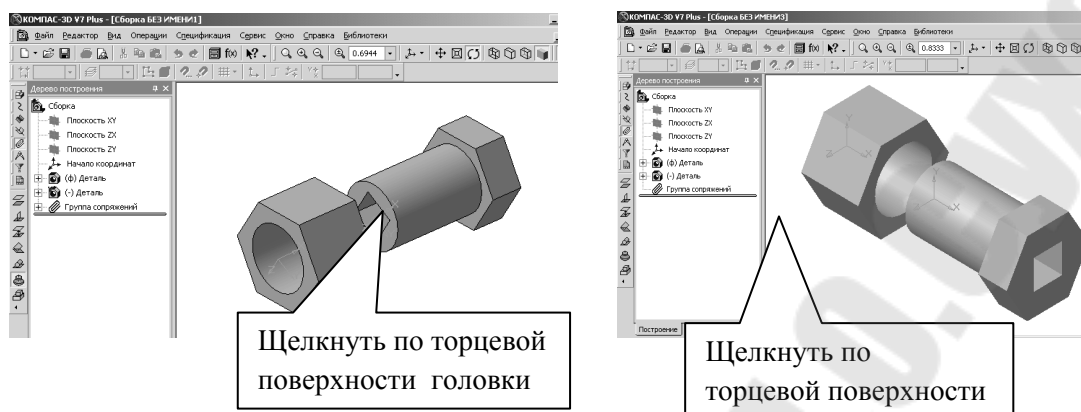 КОМПАС-3D V7 Plus - [Сборка БЕЗ ИМЕНИ1]
Файл Редактор Вид Операции Спецификация Сервис Окно Справка Библиотеки
0.6944
Дерево построения
Сборка
Плоскость XY
Плоскость ZX
Плоскость ZY
Начало координат
(ф) Деталь
(-) Деталь
Группа сопряжений
Щелкнуть по торцевой
поверхности головки
КОМПАС-3D V7 Plus - [Сборка БЕЗ ИМЕНИ3]
Файл Редактор Вид Операции Спецификация Сервис Окно Справка Библиотеки
0.8333
Дерево построения
Сборка
Плоскость XY
Плоскость ZX
Плоскость ZY
Начало координат
(ф) Деталь
(-) Деталь
Группа сопряжений
Построение
Щелкнуть по
торцевой поверхности